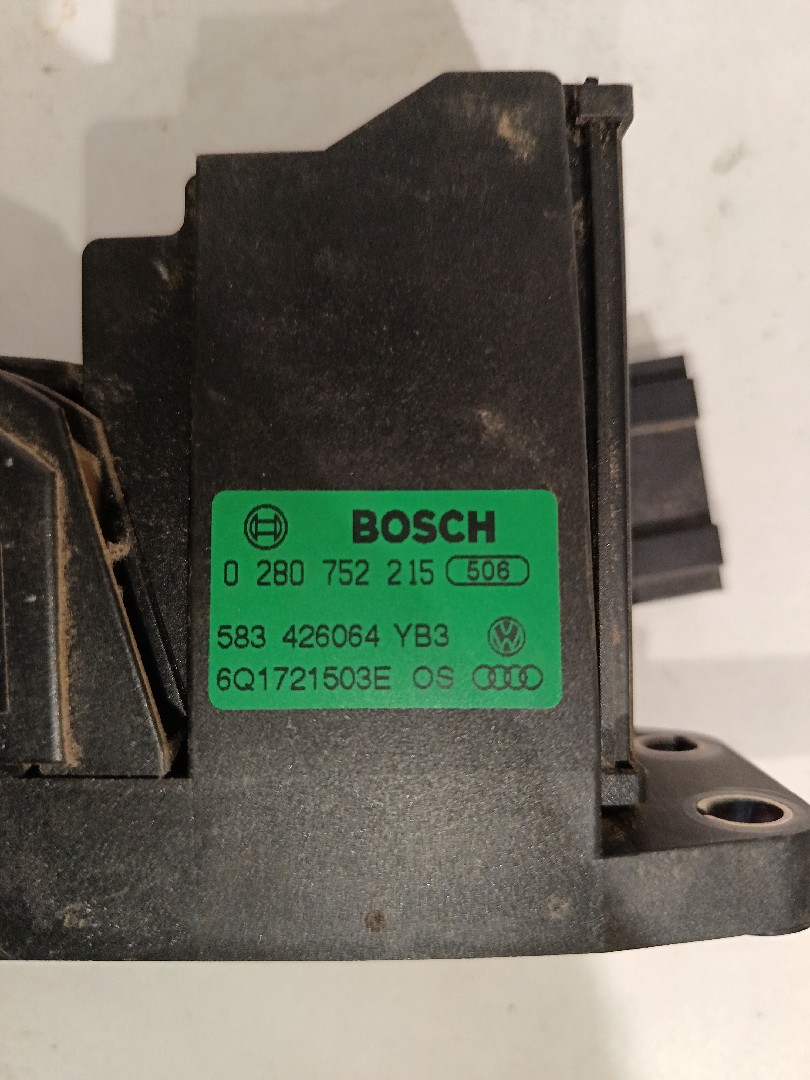 BOSCH
0 280 752 215 506
583 426064 YB3
6Q1721503E OS